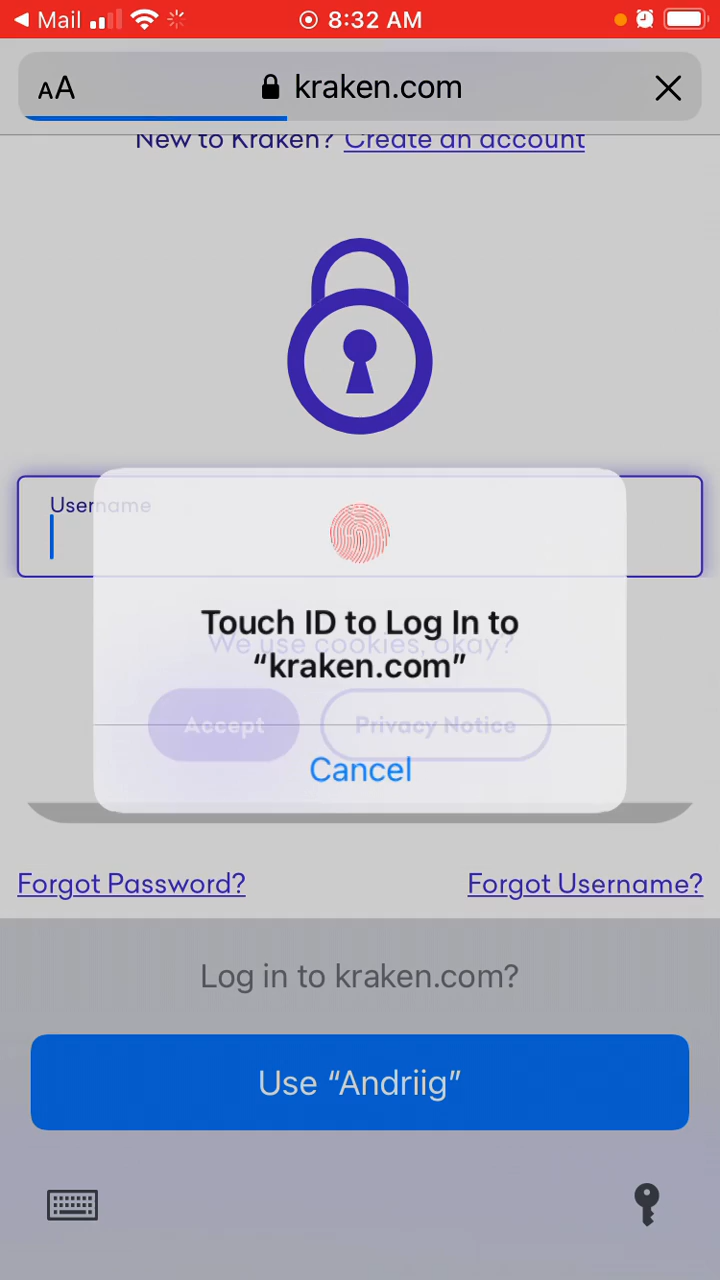 Mail 8:32 AM
AA kraken.com
New to Kraken? Create an account
Username
Touch ID to Log In to
“kraken.com”
We use cookies, okay?
Accept Privacy Notice
Cancel
Forgot Password? Forgot Username?
Log in to kraken.com?
Use “Andriig”